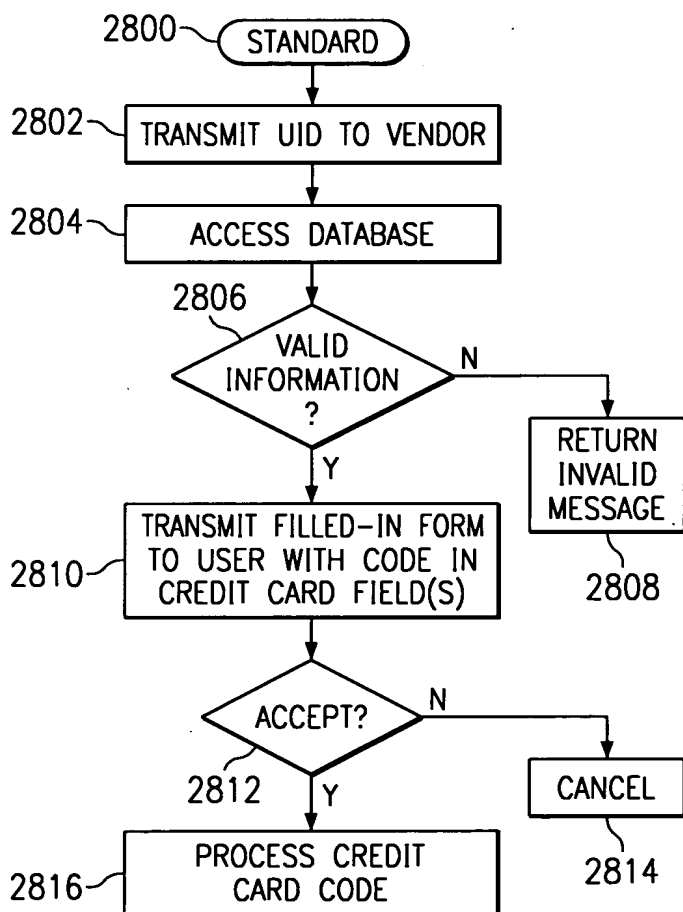 2800
STANDARD
2802
TRANSMIT UID TO VENDOR
2804
ACCESS DATABASE
2806
VALID
INFORMATION
?
N
Y
RETURN
INVALID
MESSAGE
2808
2810
TRANSMIT FILLED-IN FORM
TO USER WITH CODE IN
CREDIT CARD FIELD(S)
ACCEPT?
N
2812
Y
CANCEL
2814
2816
PROCESS CREDIT
CARD CODE